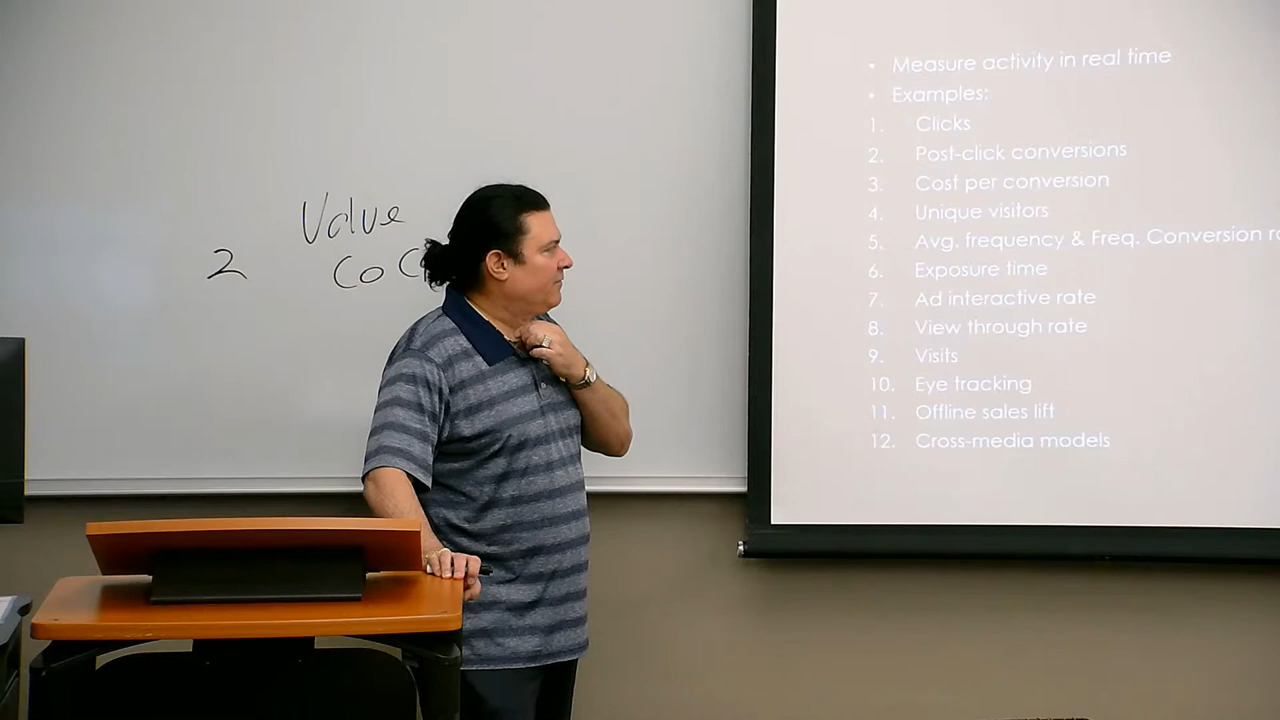 Value
2 Co
• Measure activity in real time
• Examples:
1. Clicks
2. Post-click conversions
3. Cost per conversion
4. Unique visitors
5. Avg. frequency & Freq. Conversion
6. Exposure time
7. Ad interactive rate
8. View through rate
9. Visits
10. Eye tracking
11. Offline sales lift
12. Cross-media models